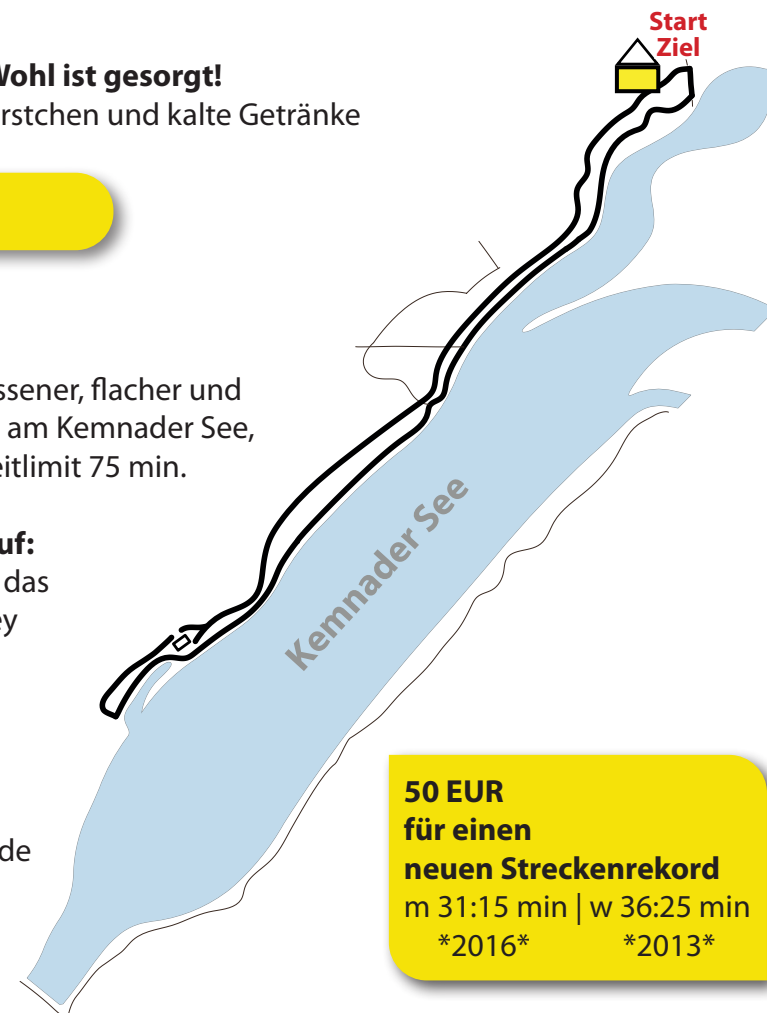 Start
Ziel
Wohl ist gesorgt!
rstchen und kalte Getränke
ssener, flacher und
am Kemnader See,
eitlimit 75 min.
uf:
das
ey
de
Kemnader See
50 EUR
für einen
neuen Streckenrekord
m 31:15 min | w 36:25 min
*2016* *2013*